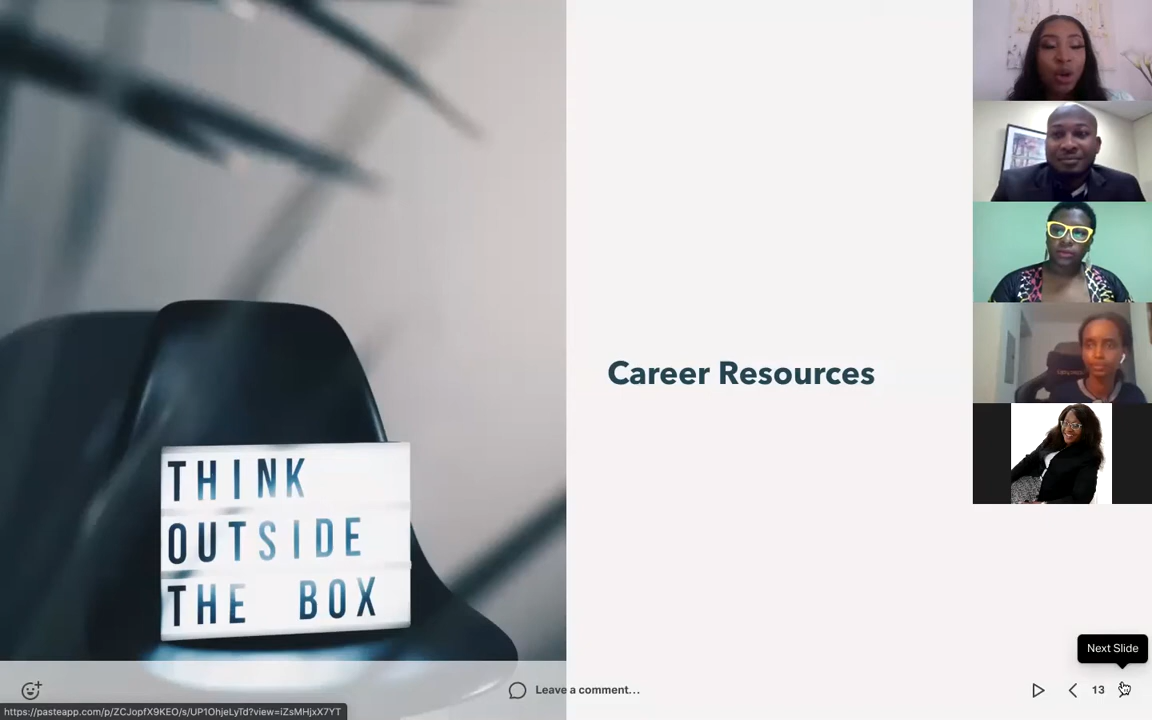 THINK
OUTSIDE
THE BOX
Career Resources
Next Slide
Leave a comment...
13
https://pasteapp.com/p/ZCJopfX9KEO/s/UP1OhjeLyTd?view=iZsMHjxX7YT